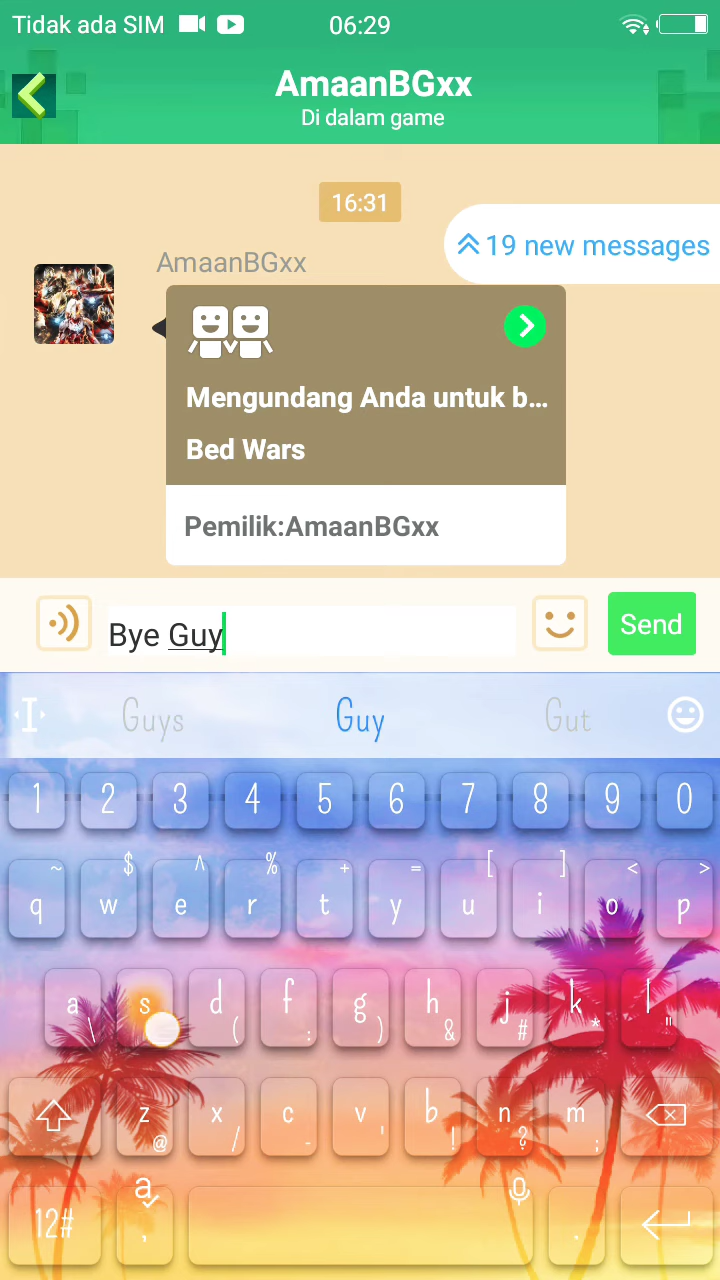 Tidak ada SIM 06:29
AmaanBGxx
Di dalam game
16:31
19 new messages
AmaanBGxx
Mengundang Anda untuk b...
Bed Wars
Pemilik:AmaanBGxx
Bye Guy
Send
Guys Guy Gut
1 2 3 4 5 6 7 8 9 0
~ $ ^ % + = [ ] < >
q w e r t y u i o p
a s d f g h j k l
\ ( : ) & # * "
z x c v b n m
@ / - ' ! ? ;
12# a , .